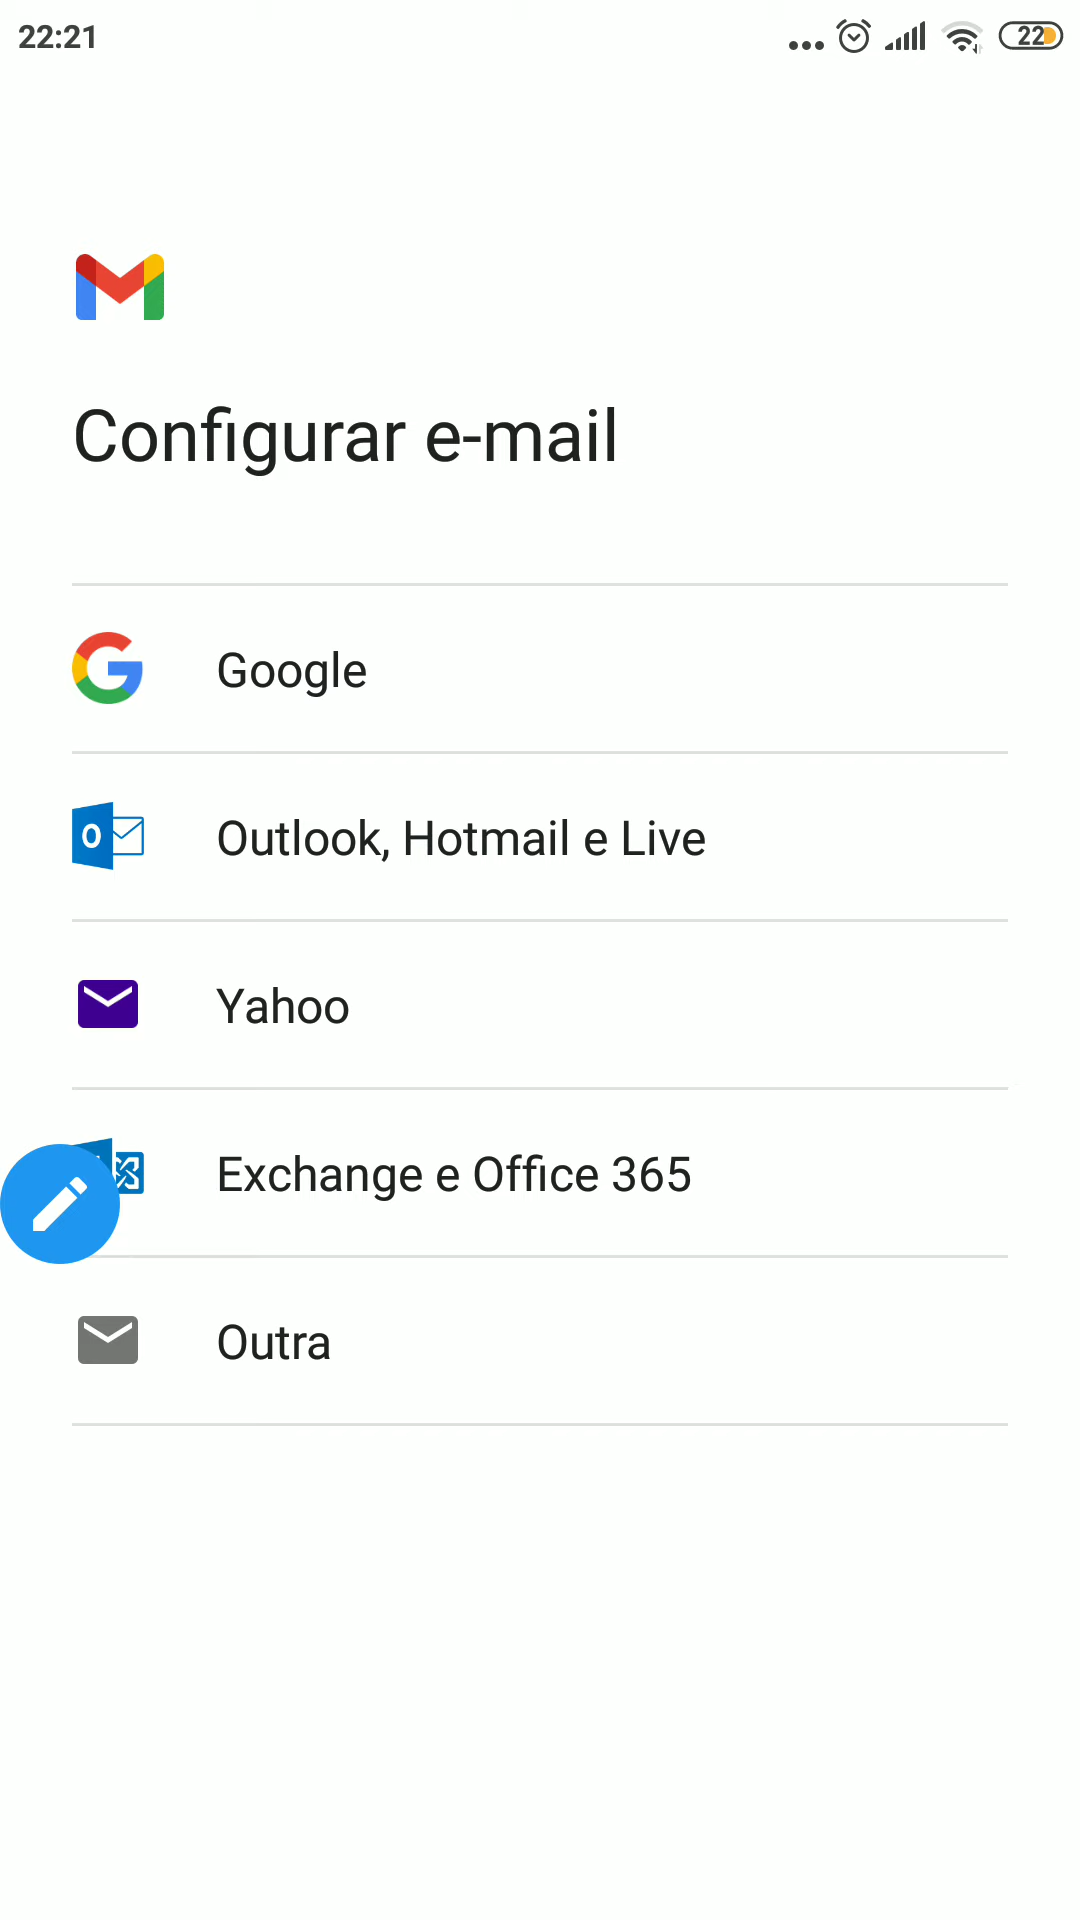 22:21
22
Configurar e-mail
Google
Outlook, Hotmail e Live
Yahoo
Exchange e Office 365
Outra